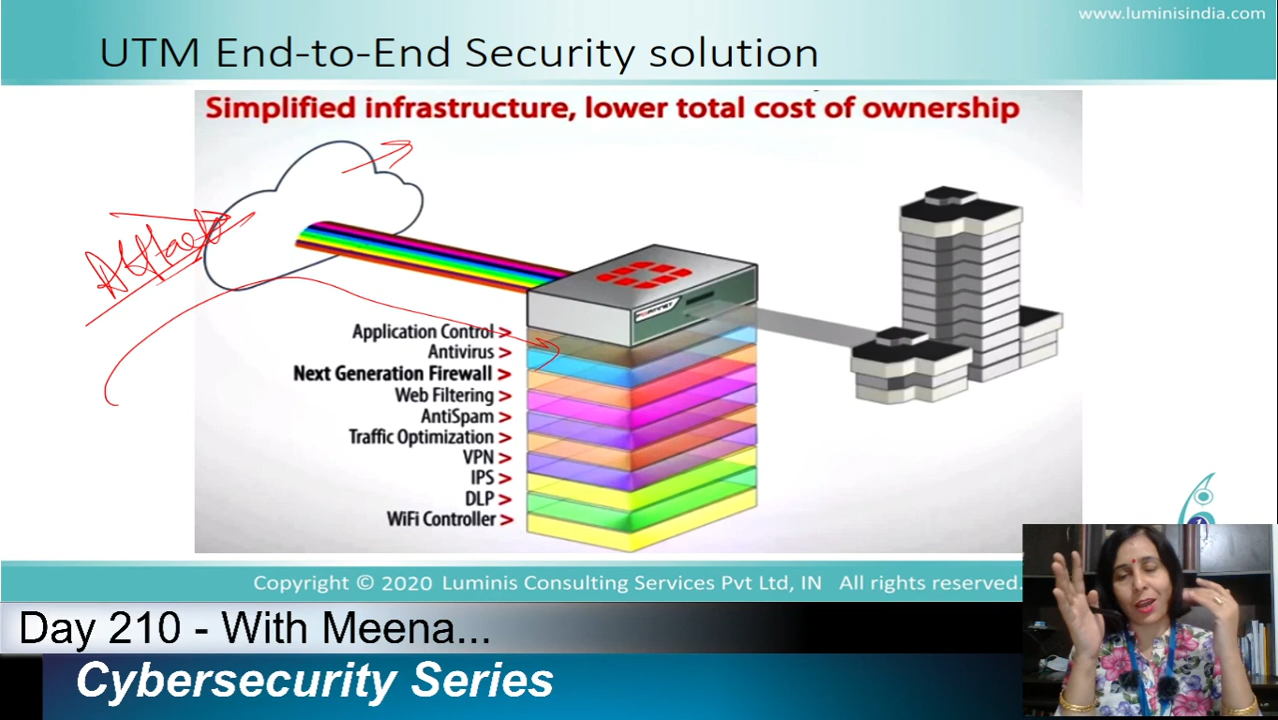 www.luminisindia.com
UTM End-to-End Security solution
Simplified infrastructure, lower total cost of ownership
Application Control >
Antivirus >
Next Generation Firewall >
Web Filtering >
AntiSpam >
Traffic Optimization >
VPN >
IPS >
DLP >
WiFi Controller >
Copyright © 2020 Luminis Consulting Services Pvt Ltd, IN All rights reserved.
Day 210 - With Meena...
Cybersecurity Series